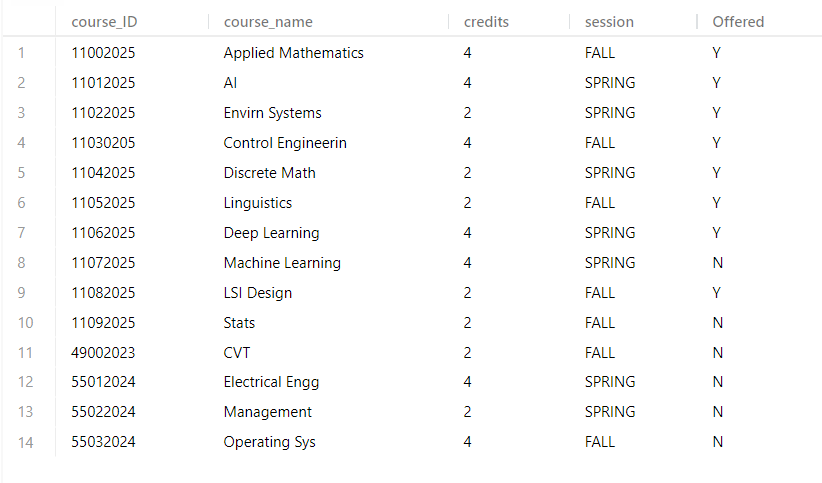 course_ID course_name credits session Offered
1 11002025 Applied Mathematics 4 FALL Y
2 11012025 AI 4 SPRING Y
3 11022025 Envirn Systems 2 SPRING Y
4 11030205 Control Engineerin 4 FALL Y
5 11042025 Discrete Math 2 SPRING Y
6 11052025 Linguistics 2 FALL Y
7 11062025 Deep Learning 4 SPRING Y
8 11072025 Machine Learning 4 SPRING N
9 11082025 LSI Design 2 FALL Y
10 11092025 Stats 2 FALL N
11 49002023 CVT 2 FALL N
12 55012024 Electrical Engg 4 SPRING N
13 55022024 Management 2 SPRING N
14 55032024 Operating Sys 4 FALL N